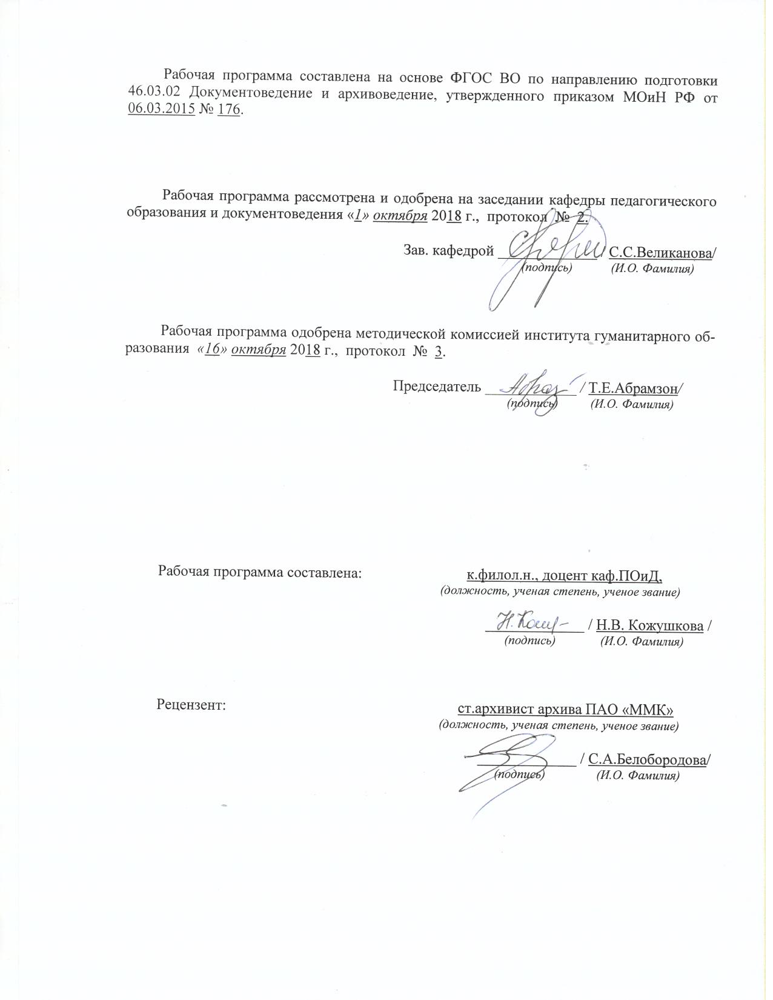 Рабочая программа составлена на основе ФГОС ВО по направлению подготовки
46.03.02 Документоведение и архивоведение, утвержденного приказом МОиН РФ от
06.03.2015 № 176.
Рабочая программа рассмотрена и одобрена на заседании кафедры педагогического
образования и документоведения «1» октября 2018 г., протокол № 2.
Зав. кафедрой / С.С.Великанова/
(подпись) (И.О. Фамилия)
Рабочая программа одобрена методической комиссией института гуманитарного об-
разования «16» октября 2018 г., протокол № 3.
Председатель / Т.Е.Абрамзон/
(подпись) (И.О. Фамилия)
Рабочая программа составлена: к.филол.н., доцент каф.ПОиД,
(должность, ученая степень, ученое звание)
/ Н.В. Кожушкова /
(подпись) (И.О. Фамилия)
Рецензент: ст.архивист архива ПАО «ММК»
(должность, ученая степень, ученое звание)
/ С.А.Белобородова/
(подпись) (И.О. Фамилия)